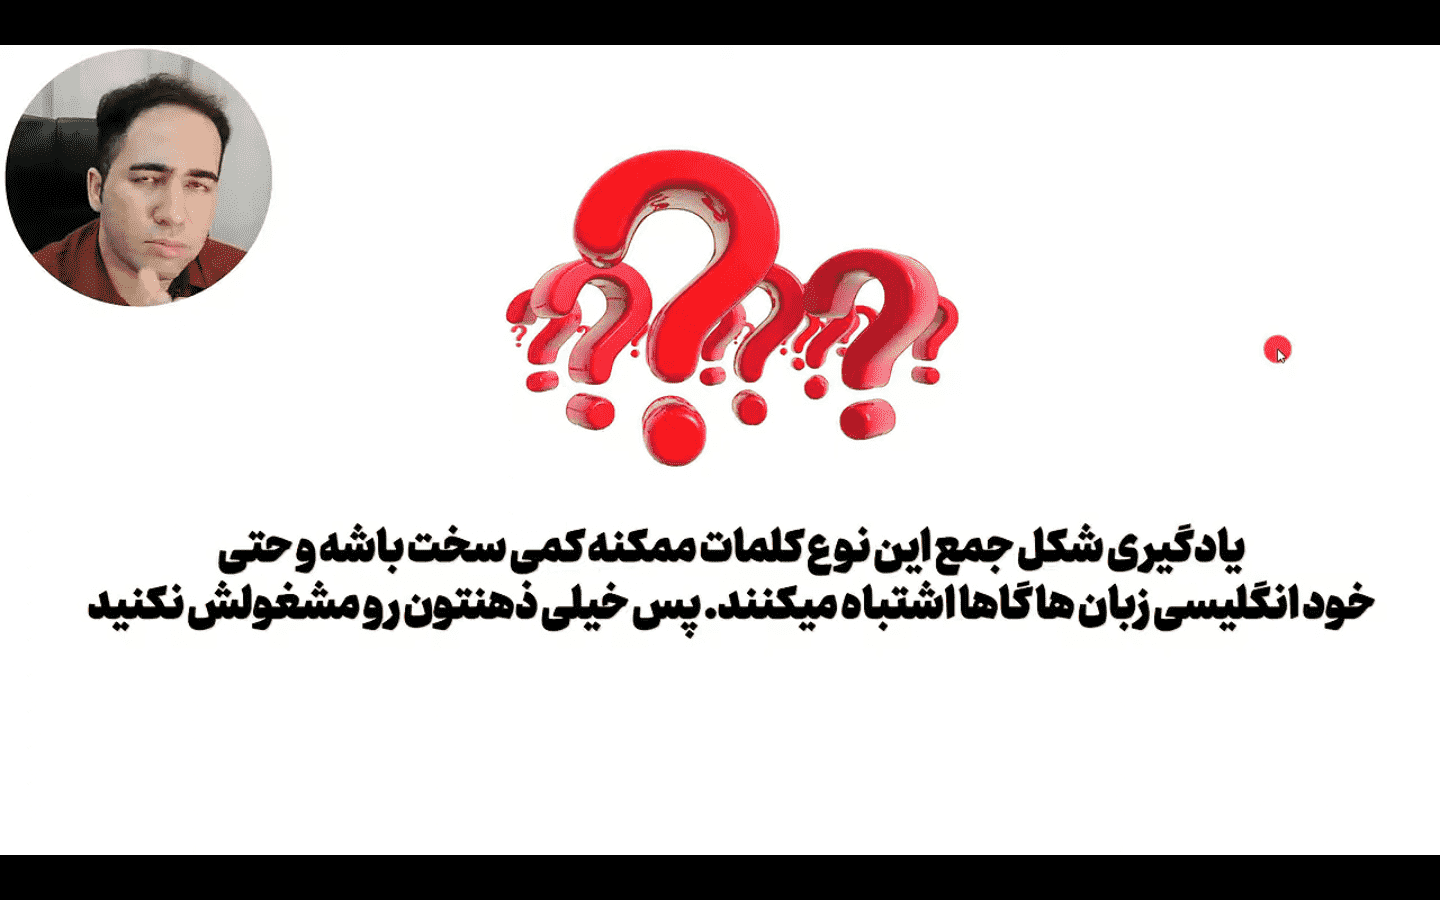 یادگیری شکل جمع این نوع کلمات ممکنه کمی سخت باشه و حتی
خود انگلیسی زبان ها گاها اشتباه میکنند. پس خیلی ذهنتون رو مشغولش نکنید